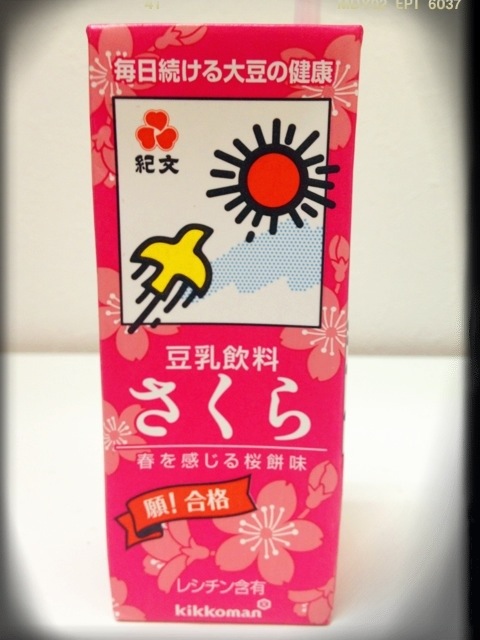 毎日続ける大豆の健康
紀文
豆乳飲料
さくら
春を感じる桜餅味
願!合格
レシチン含有
kikkoman